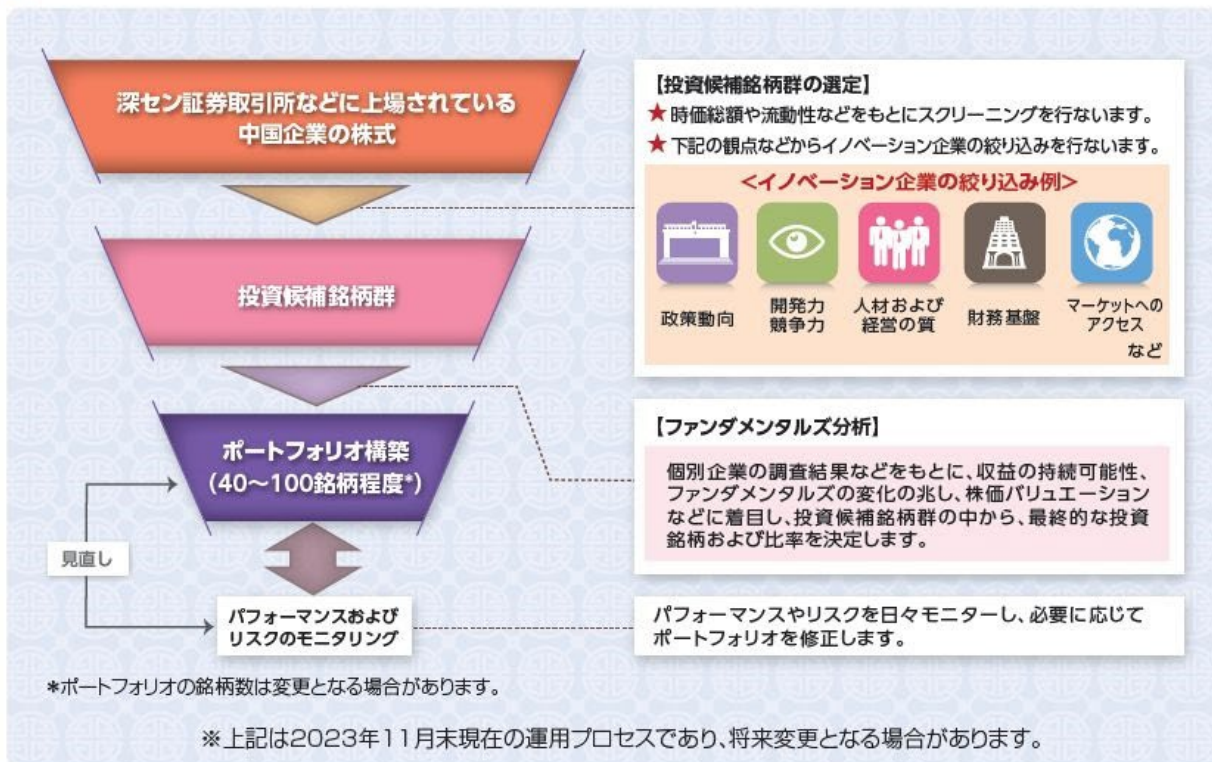 深セン証券取引所などに上場されている
中国企業の株式
投資候補銘柄群
ポートフォリオ構築
(40～100銘柄程度*)
見直し
パフォーマンスおよび
リスクのモニタリング
【投資候補銘柄群の選定】
★時価総額や流動性などをもとにスクリーニングを行ないます。
★下記の観点などからイノベーション企業の絞り込みを行ないます。
<イノベーション企業の絞り込み例>
政策動向
開発力
競争力
人材および
経営の質
財務基盤
マーケットへの
アクセス
など
【ファンダメンタルズ分析】
個別企業の調査結果などをもとに、収益の持続可能性、
ファンダメンタルズの変化の兆し、株価バリュエーション
などに着目し、投資候補銘柄群の中から、最終的な投資
銘柄および比率を決定します。
パフォーマンスやリスクを日々モニターし、必要に応じて
ポートフォリオを修正します。
*ポートフォリオの銘柄数は変更となる場合があります。
※上記は2023年11月末現在の運用プロセスであり、将来変更となる場合があります。